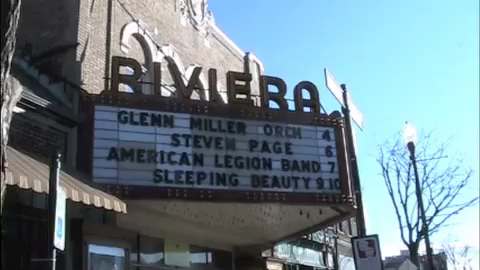 RIVIERA
GLENN MILLER ORCH 4
STEVEN PAGE 6
AMERICAN LEGION BAND 7
SLEEPING BEAUTY 9 10